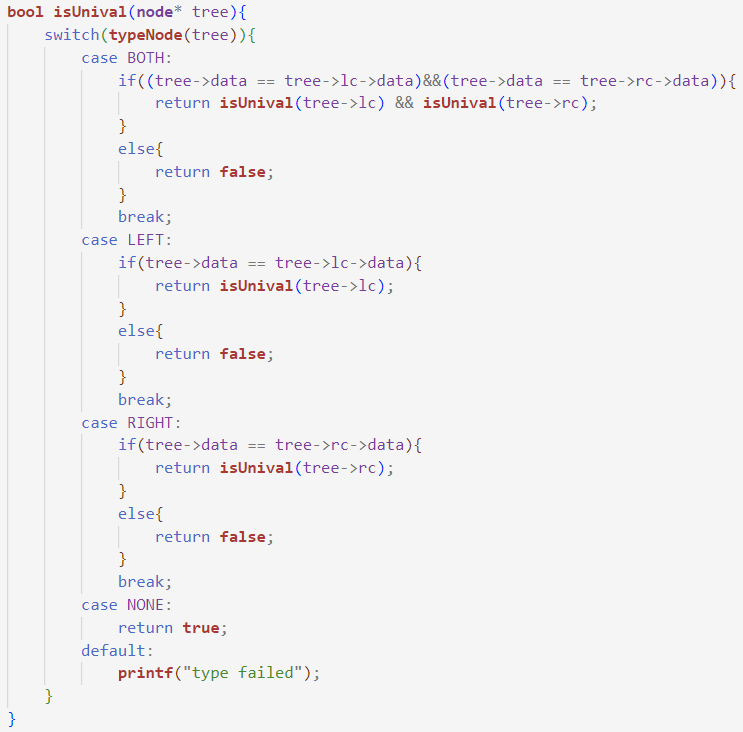 bool isUnival(node* tree){
    switch(typeNode(tree)){
        case BOTH:
            if((tree->data == tree->lc->data)&&(tree->data == tree->rc->data)){
                return isUnival(tree->lc) && isUnival(tree->rc);
            }
            else{
                return false;
            }
            break;
        case LEFT:
            if(tree->data == tree->lc->data){
                return isUnival(tree->lc);
            }
            else{
                return false;
            }
            break;
        case RIGHT:
            if(tree->data == tree->rc->data){
                return isUnival(tree->rc);
            }
            else{
                return false;
            }
            break;
        case NONE:
            return true;
        default:
            printf("type failed");
    }
}